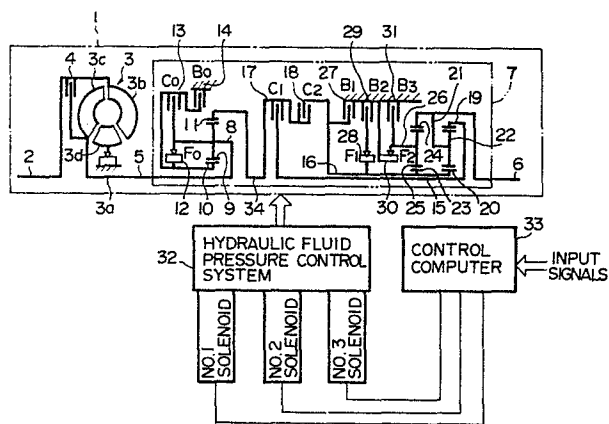 1
13 14 29 31
4 3c 3 Co Bo 17 C1 18 C2 27 B1 B2 B3 21 7
3b 26 19
11 8 28 F1 F2 24 22
3d Fo 16
2 5 6
3a 12 10 9 34 30 25 15 23 20
32 HYDRAULIC FLUID
PRESSURE CONTROL
SYSTEM
33
CONTROL
COMPUTER
INPUT
SIGNALS
NO.1
SOLENOID
NO.2
SOLENOID
NO.3
SOLENOID